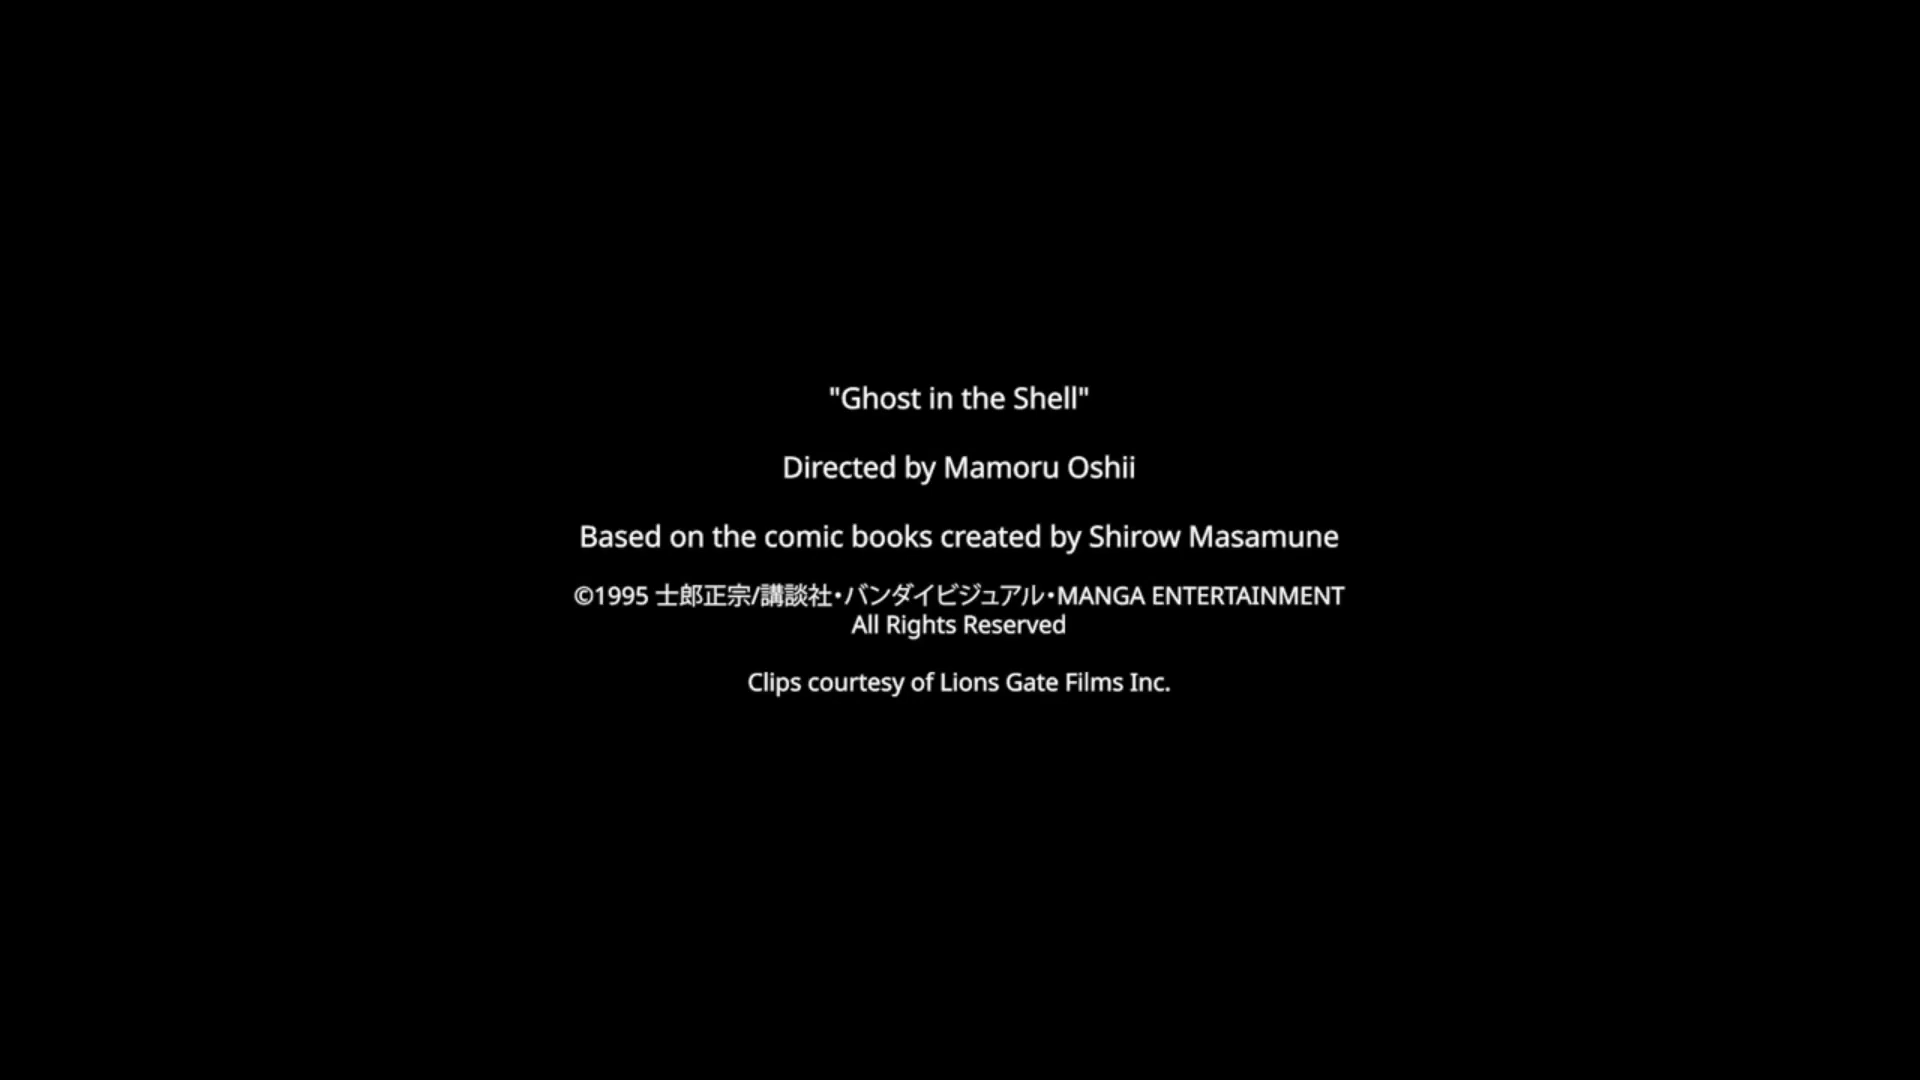 "Ghost in the Shell"
Directed by Mamoru Oshii
Based on the comic books created by Shirow Masamune
©1995 士郎正宗/講談社・バンダイビジュアル・MANGA ENTERTAINMENT
All Rights Reserved
Clips courtesy of Lions Gate Films Inc.